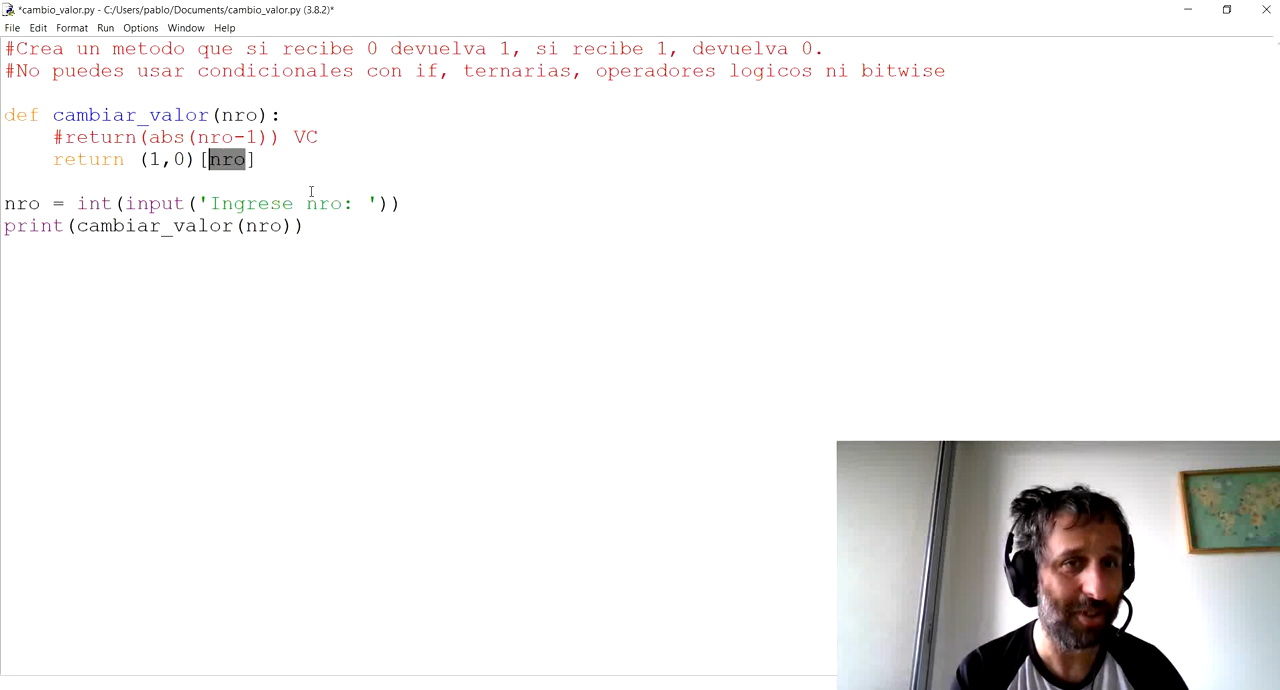 *cambio_valor.py - C:/Users/pablo/Documents/cambio_valor.py (3.8.2)*
File Edit Format Run Options Window Help
#Crea un metodo que si recibe 0 devuelva 1, si recibe 1, devuelva 0.
#No puedes usar condicionales con if, ternarias, operadores logicos ni bitwise
def cambiar_valor(nro):
    #return(abs(nro-1)) VC
    return (1,0)[nro]
nro = int(input('Ingrese nro: '))
print(cambiar_valor(nro))